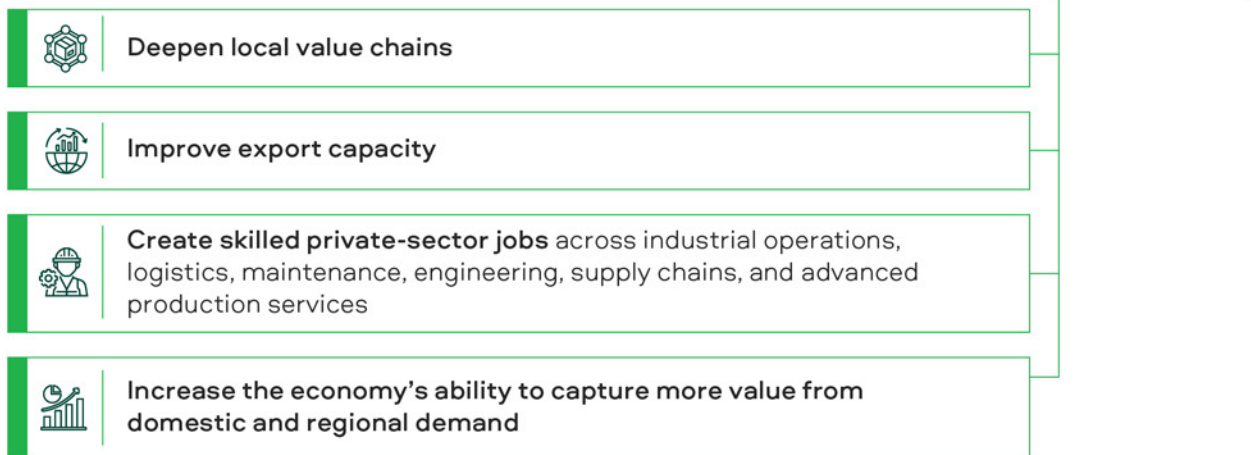 Deepen local value chains
Improve export capacity
Create skilled private-sector jobs across industrial operations,
logistics, maintenance, engineering, supply chains, and advanced
production services
Increase the economy’s ability to capture more value from
domestic and regional demand